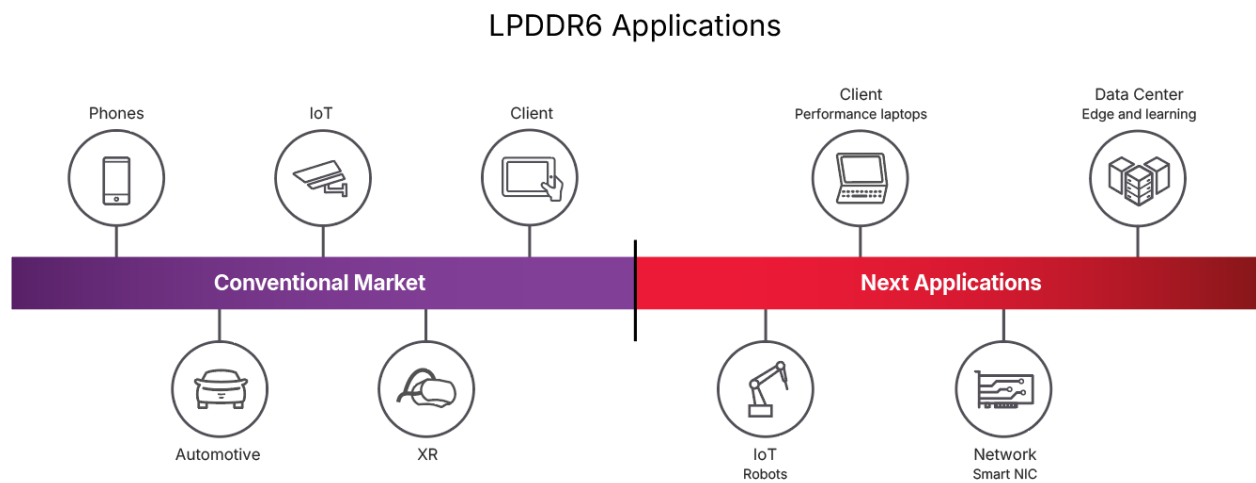 LPDDR6 Applications
Phones
IoT
Client
Client
Performance laptops
Data Center
Edge and learning
Conventional Market
Next Applications
Automotive
XR
IoT
Robots
Network
Smart NIC